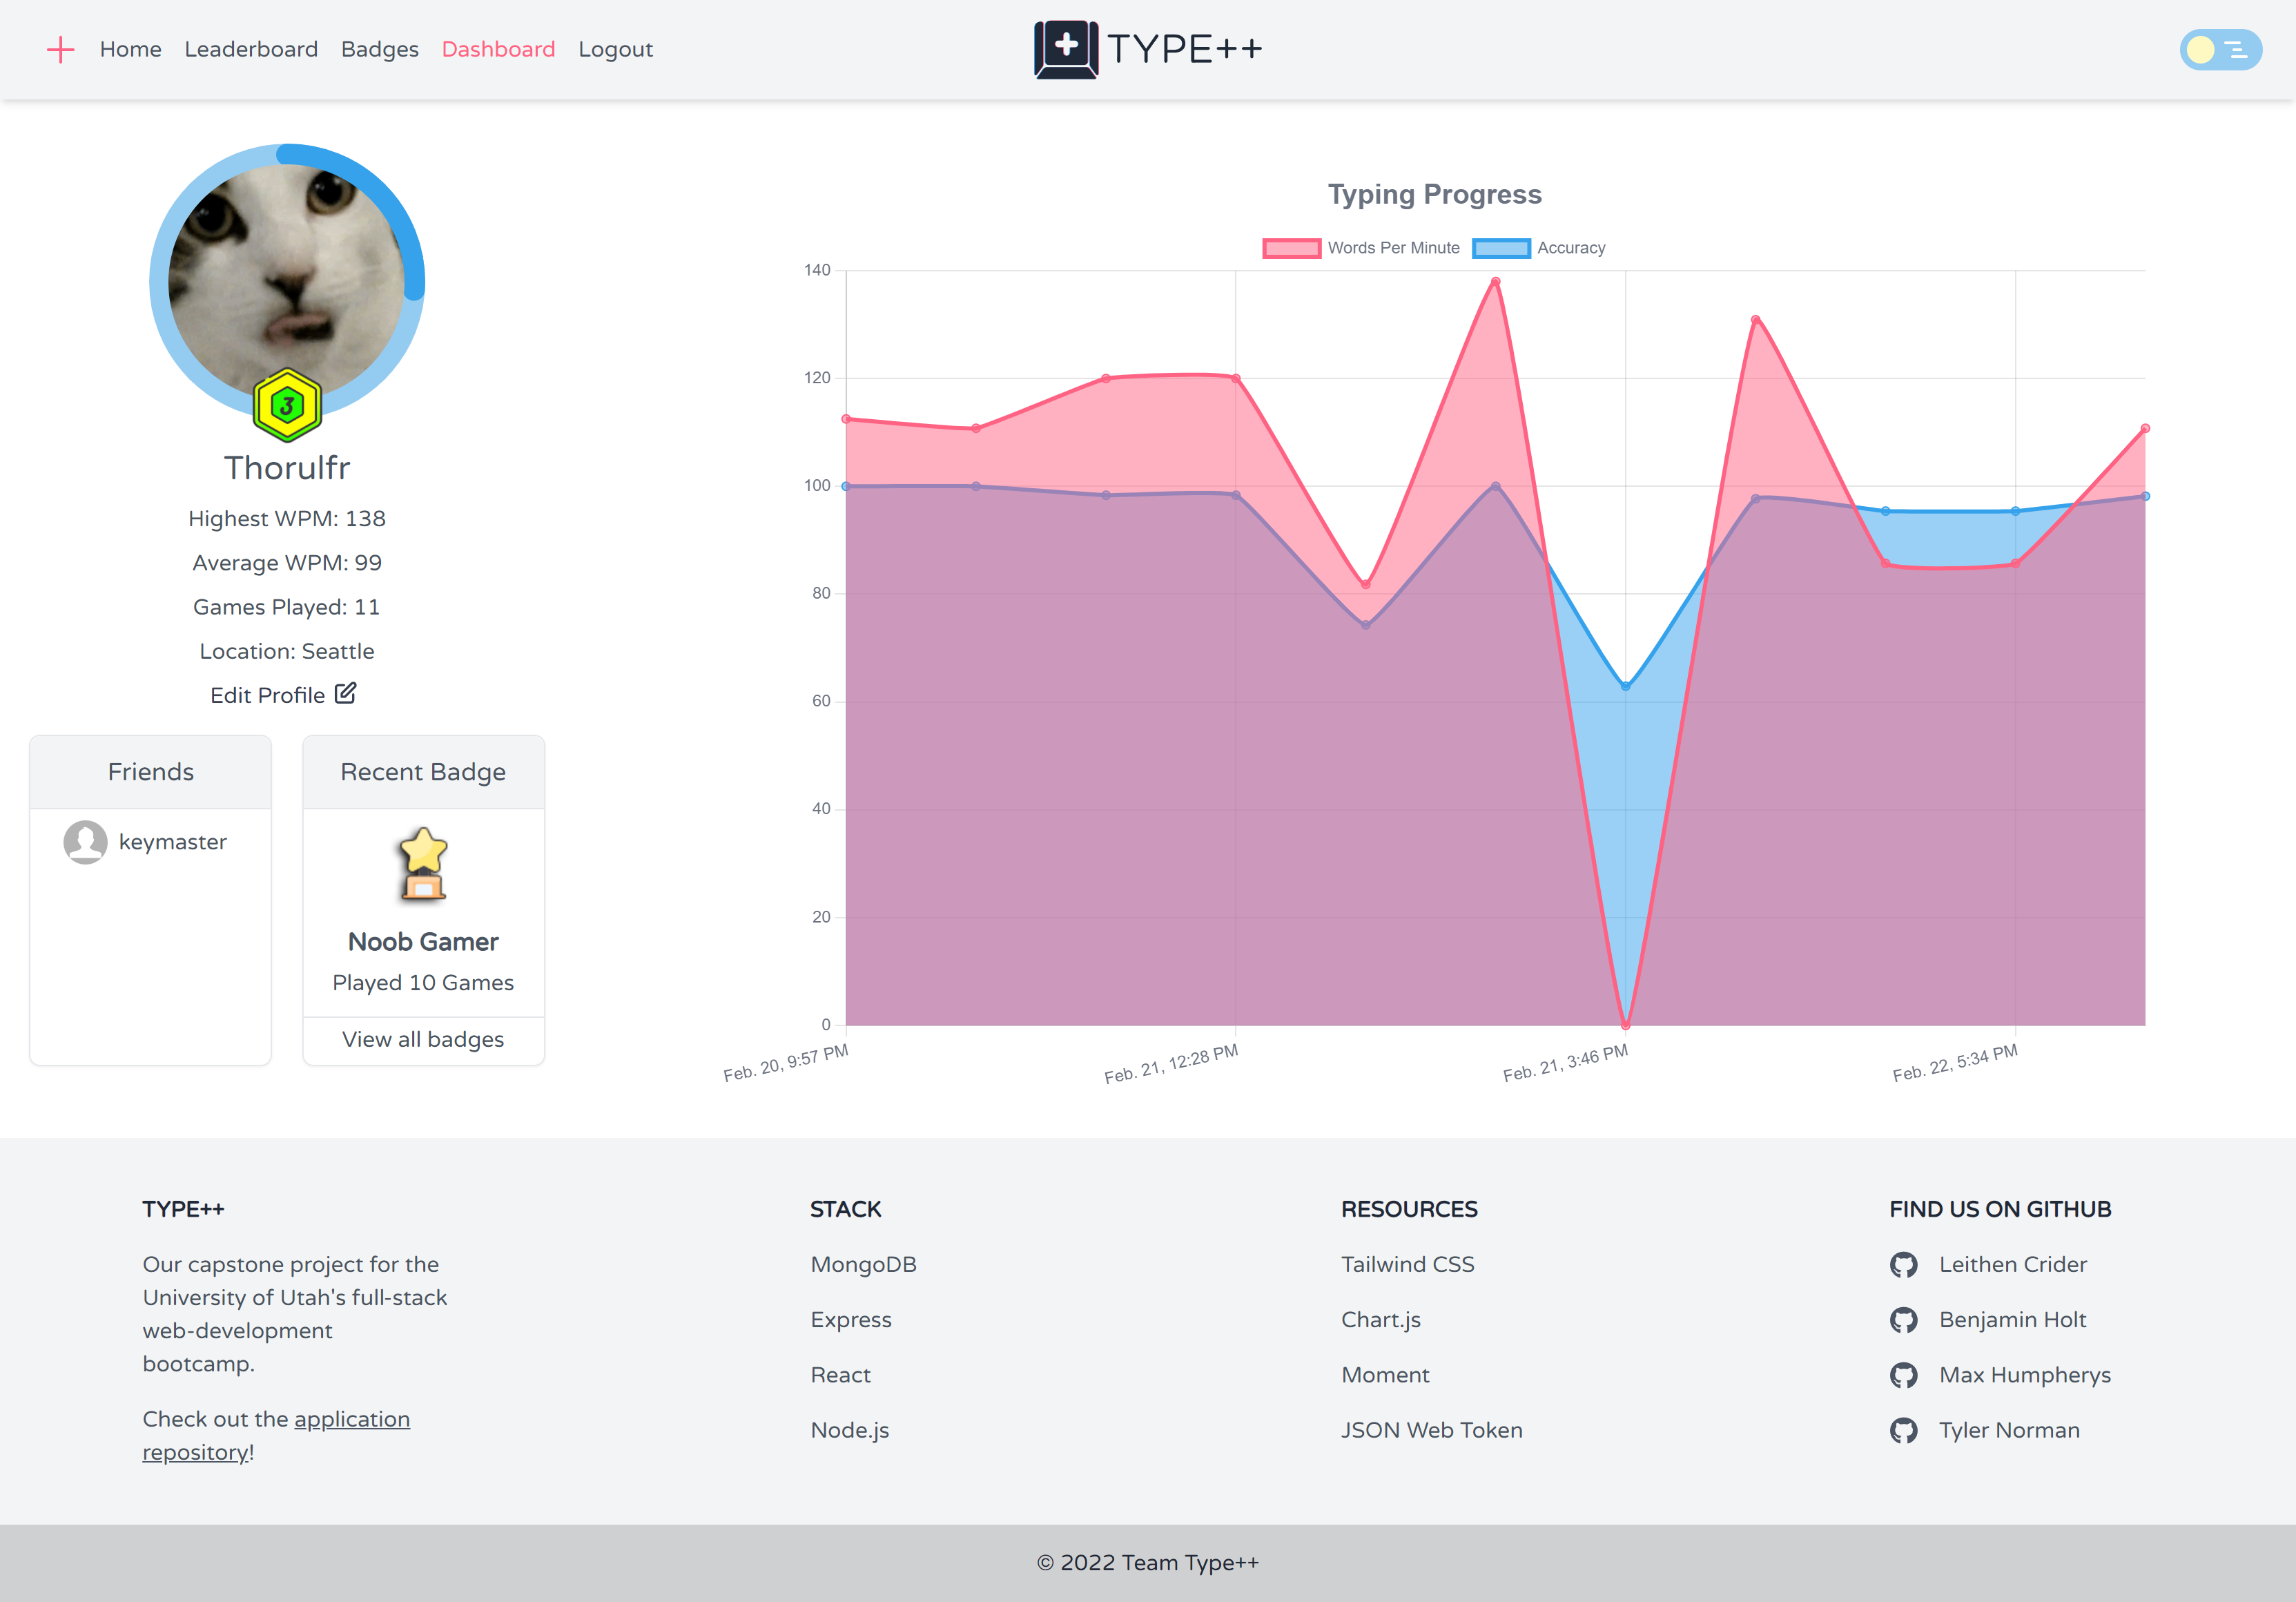 Home Leaderboard Badges Dashboard Logout
TYPE++
3
Thorulfr
Highest WPM: 138
Average WPM: 99
Games Played: 11
Location: Seattle
Edit Profile
Friends
keymaster
Recent Badge
Noob Gamer
Played 10 Games
View all badges
Typing Progress
Words Per Minute Accuracy
140
120
100
80
60
40
20
0
Feb. 20, 9:57 PM
Feb. 21, 12:28 PM
Feb. 21, 3:46 PM
Feb. 22, 5:34 PM
TYPE++
Our capstone project for the
University of Utah's full-stack
web-development
bootcamp.
Check out the application
repository!
STACK
MongoDB
Express
React
Node.js
RESOURCES
Tailwind CSS
Chart.js
Moment
JSON Web Token
FIND US ON GITHUB
Leithen Crider
Benjamin Holt
Max Humpherys
Tyler Norman
© 2022 Team Type++